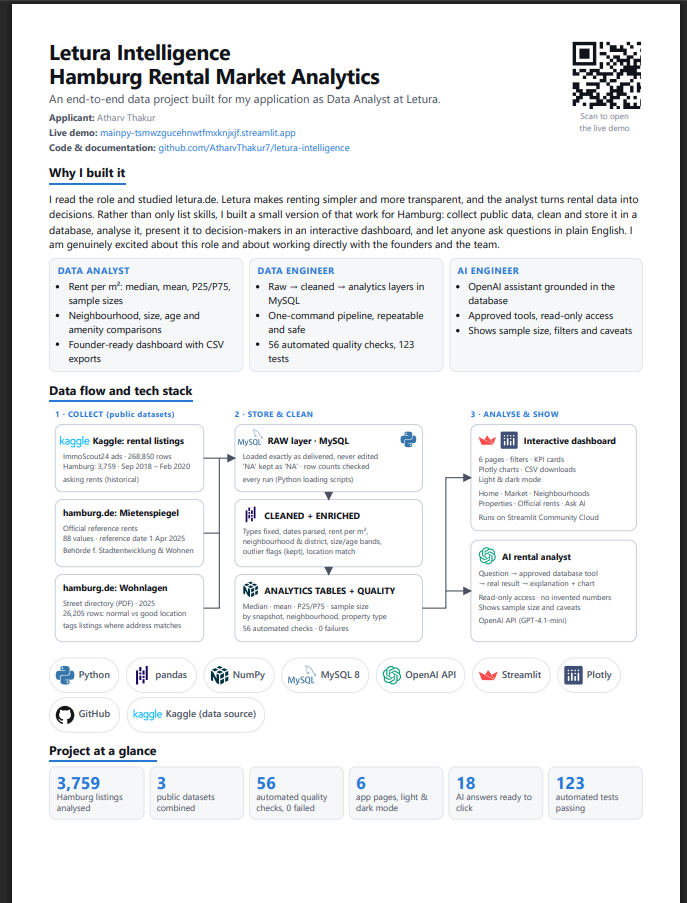 Letura Intelligence
Hamburg Rental Market Analytics
An end-to-end data project built for my application as Data Analyst at Letura.
Applicant: Atharv Thakur
Live demo: mainpy-tsmwzgucehnwtfmxknjxjf.streamlit.app
Code & documentation: github.com/AtharvThakur7/letura-intelligence
Scan to open
the live demo
Why I built it
I read the role and studied letura.de. Letura makes renting simpler and more transparent, and the analyst turns rental data into
decisions. Rather than only list skills, I built a small version of that work for Hamburg: collect public data, clean and store it in a
database, analyse it, present it to decision-makers in an interactive dashboard, and let anyone ask questions in plain English. I
am genuinely excited about this role and about working directly with the founders and the team.
DATA ANALYST
• Rent per m²: median, mean, P25/P75,
sample sizes
• Neighbourhood, size, age and
amenity comparisons
• Founder-ready dashboard with CSV
exports
DATA ENGINEER
• Raw → cleaned → analytics layers in
MySQL
• One-command pipeline, repeatable
and safe
• 56 automated quality checks, 123
tests
AI ENGINEER
• OpenAI assistant grounded in the
database
• Approved tools, read-only access
• Shows sample size, filters and caveats
Data flow and tech stack
1 · COLLECT (public datasets)
kaggle Kaggle: rental listings
ImmoScout24 ads · 268,850 rows
Hamburg: 3,759 · Sep 2018 – Feb 2020
asking rents (historical)
hamburg.de: Mietenspiegel
Official reference rents
88 values · reference date 1 Apr 2025
Behörde f. Stadtentwicklung & Wohnen
hamburg.de: Wohnlagen
Street directory (PDF) · 2025
26,205 rows: normal vs good location
tags listings where address matches
2 · STORE & CLEAN
MySQL RAW layer · MySQL
Loaded exactly as delivered, never edited
'NA' kept as 'NA' · row counts checked
every run (Python loading scripts)
CLEANED + ENRICHED
Types fixed, dates parsed, rent per m²,
neighbourhood & district, size/age bands,
outlier flags (kept), location match
ANALYTICS TABLES + QUALITY
Median · mean · P25/P75 · sample size
by snapshot, neighbourhood, property type
56 automated checks · 0 failures
3 · ANALYSE & SHOW
Interactive dashboard
6 pages · filters · KPI cards
Plotly charts · CSV downloads
Light & dark mode
Home · Market · Neighbourhoods
Properties · Official rents · Ask AI
Runs on Streamlit Community Cloud
AI rental analyst
Question → approved database tool
→ real result → explanation + chart
Read-only access · no invented numbers
Shows sample size and caveats
OpenAI API (GPT-4.1-mini)
Python
pandas
NumPy
MySQL MySQL 8
OpenAI API
Streamlit
Plotly
GitHub
kaggle Kaggle (data source)
Project at a glance
3,759
Hamburg listings
analysed
3
public datasets
combined
56
automated quality
checks, 0 failed
6
app pages, light &
dark mode
18
AI answers ready to
click
123
automated tests
passing